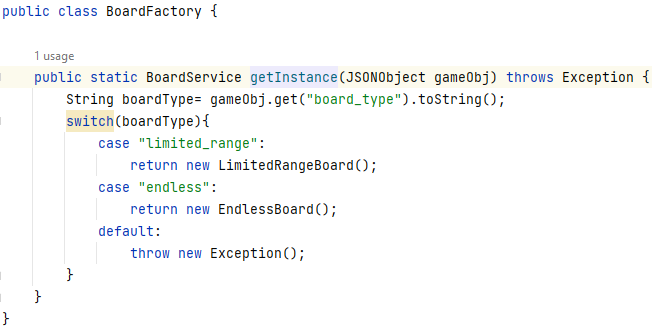 public class BoardFactory {
1 usage
public static BoardService getInstance(JSONObject gameObj) throws Exception {
String boardType= gameObj.get("board_type").toString();
switch(boardType){
case "limited_range":
return new LimitedRangeBoard();
case "endless":
return new EndlessBoard();
default:
throw new Exception();
}
}
}